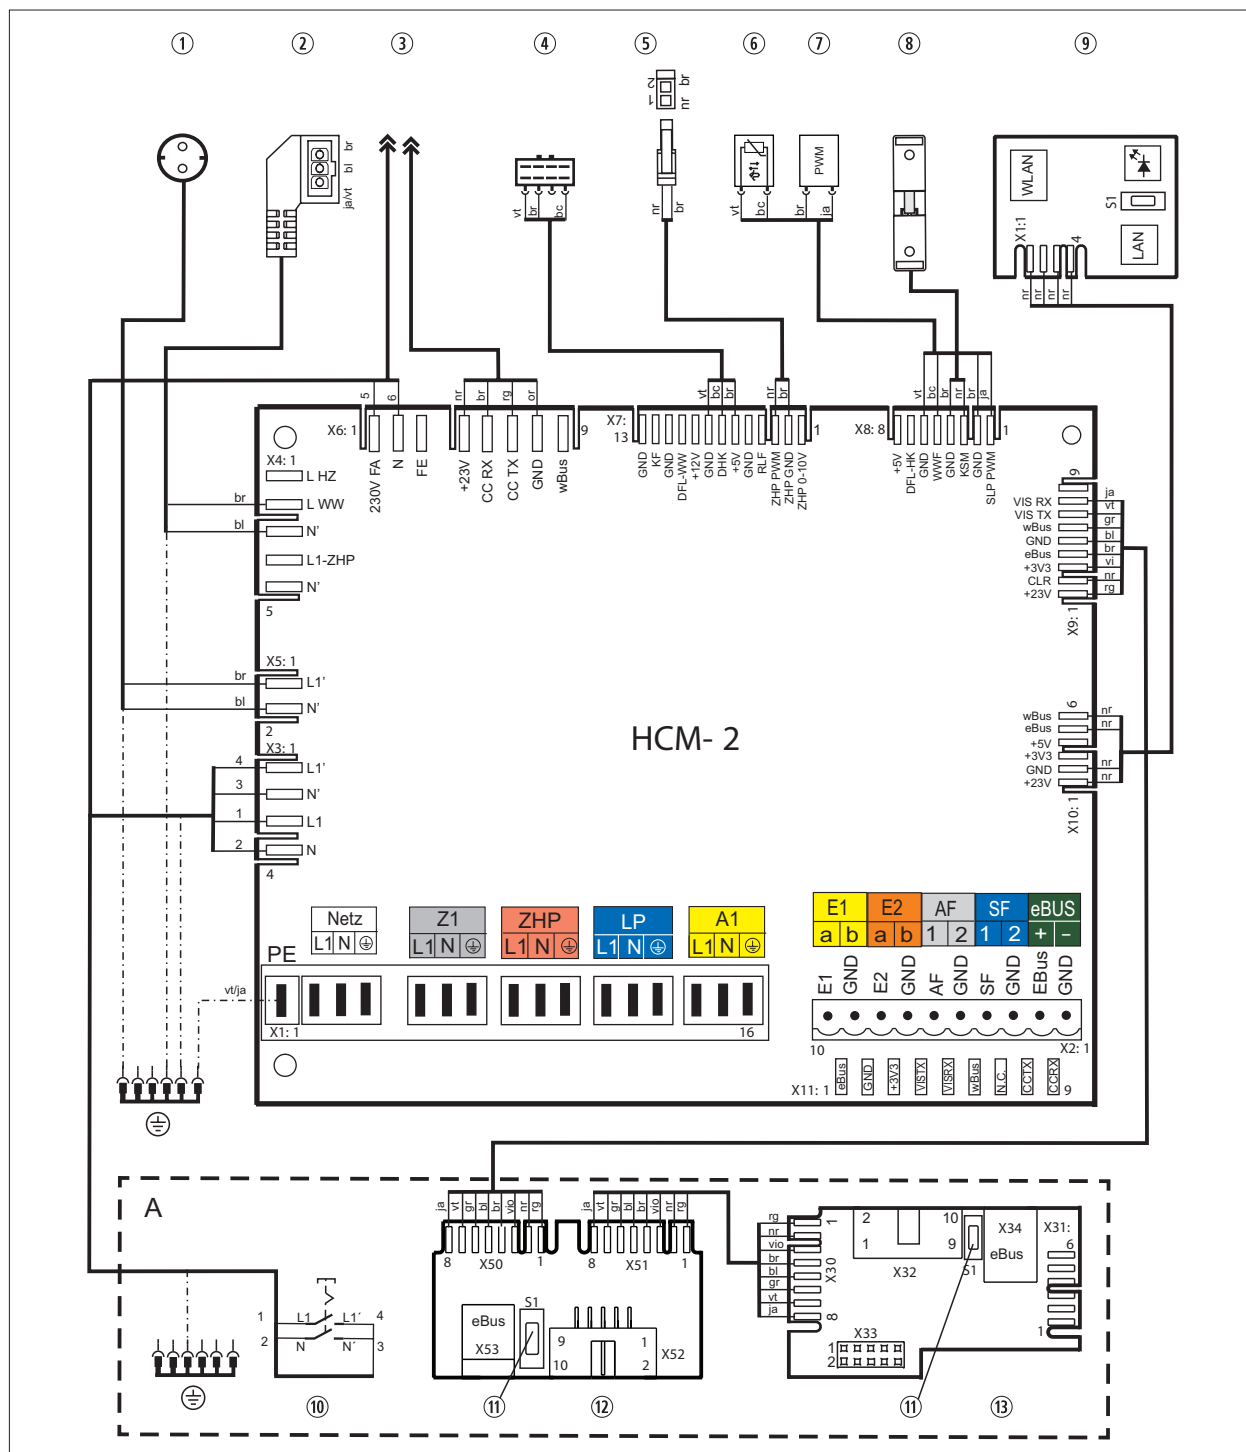 ① ② ③ ④ ⑤ ⑥ ⑦ ⑧ ⑨
2 br
1 nr
br
bl
ja/vt
vt br bc
nr br
vt bc
PWM
br ja
WLAN
S1
LAN
X1:1 4
nr nr nr nr
5 6
nr br rg or
vt bc br
nr br
vt bc br nr br ja
X6: 1
230V FA
N
FE
+23V
CC RX
CC TX
GND
wBus
9
X7:
13
GND
KF
GND
DFL-WW
+12V
GND
DHK
+5V
GND
RLF
ZHP PWM
ZHP GND
ZHP 0-10V
1
X8: 8
+5V
DFL-HK
GND
WWF
GND
KSM
GND
SLP PWM
1
X4: 1
L HZ
br L WW
bl N'
L1-ZHP
N'
5
X5: 1
br L1'
bl N'
2
X3: 1
4 L1'
3 N'
1 L1
2 N
4
HCM- 2
9
VIS RX ja
VIS TX vt
wBus gr
GND bl
eBus br
+3V3 vi
CLR nr
+23V rg
X9: 1
6
wBus nr
eBus nr
+5V
+3V3
GND nr
+23V nr
X10: 1
Netz
L1 N
Z1
L1 N
ZHP
L1 N
LP
L1 N
A1
L1 N
PE
vt/ja
X1: 1
16
E1 E2 AF SF eBUS
a b a b 1 2 1 2 + -
E1 GND E2 GND AF GND SF GND EBus GND
10 X2: 1
X11: 1 eBus GND +3V3 VISTX VISRX wBus N.C. CCTX CCRX 9
A
1 L1 L1´ 4
2 N N´ 3
⑩
ja vt gr bl br vio nr rg
8 X50 1
ja vt gr bl br vio nr rg
8 X51 1
eBus
X53
S1
9 1
10 2
X52
⑪ ⑫
rg
nr
vio
br
bl
gr
vt
ja
1
X30
8
2 10
1 9
X32
S1
X34
eBus
X31:
6
1
X33
1
2
⑪ ⑬